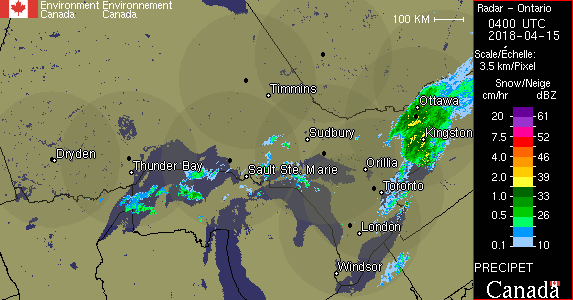 Environment Environnement
Canada Canada
100 KM
Timmins
Ottawa
Sudbury
Kingston
Dryden
Thunder Bay
Sault Ste. Marie
Orillia
Toronto
London
Windsor
Radar – Ontario
0400 UTC
2018-04-15
Scale/Échelle:
3.5 km/Pixel
Snow/Neige
cm/hr dBZ
20 61
7.5 52
4.0 46
2.0 39
1.0 33
0.5 26
0.1 10
PRECIPET
Canada